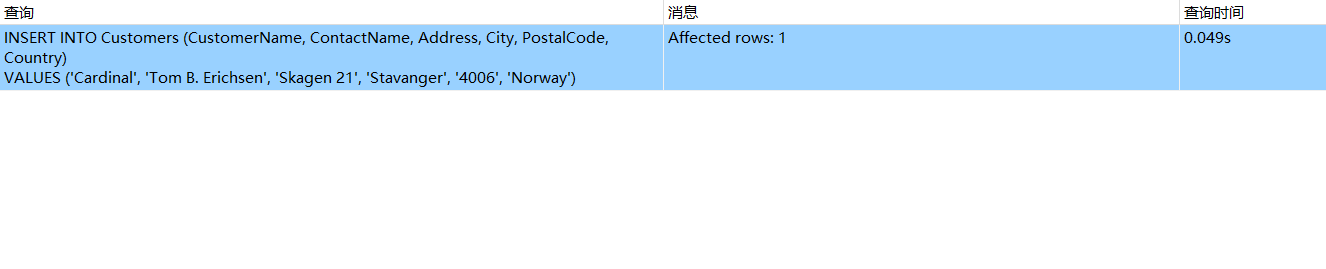 查询 消息 查询时间
INSERT INTO Customers (CustomerName, ContactName, Address, City, PostalCode, Affected rows: 1 0.049s
Country)
VALUES ('Cardinal', 'Tom B. Erichsen', 'Skagen 21', 'Stavanger', '4006', 'Norway')